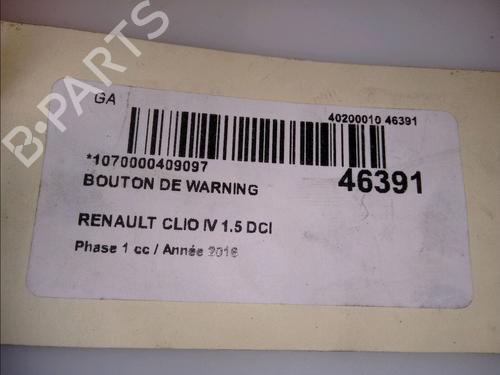 B-PARTS
GA
40200010 46391
*1070000409097
46391
BOUTON DE WARNING
RENAULT CLIO IV 1.5 DCI
Phase 1 cc / Année 2016